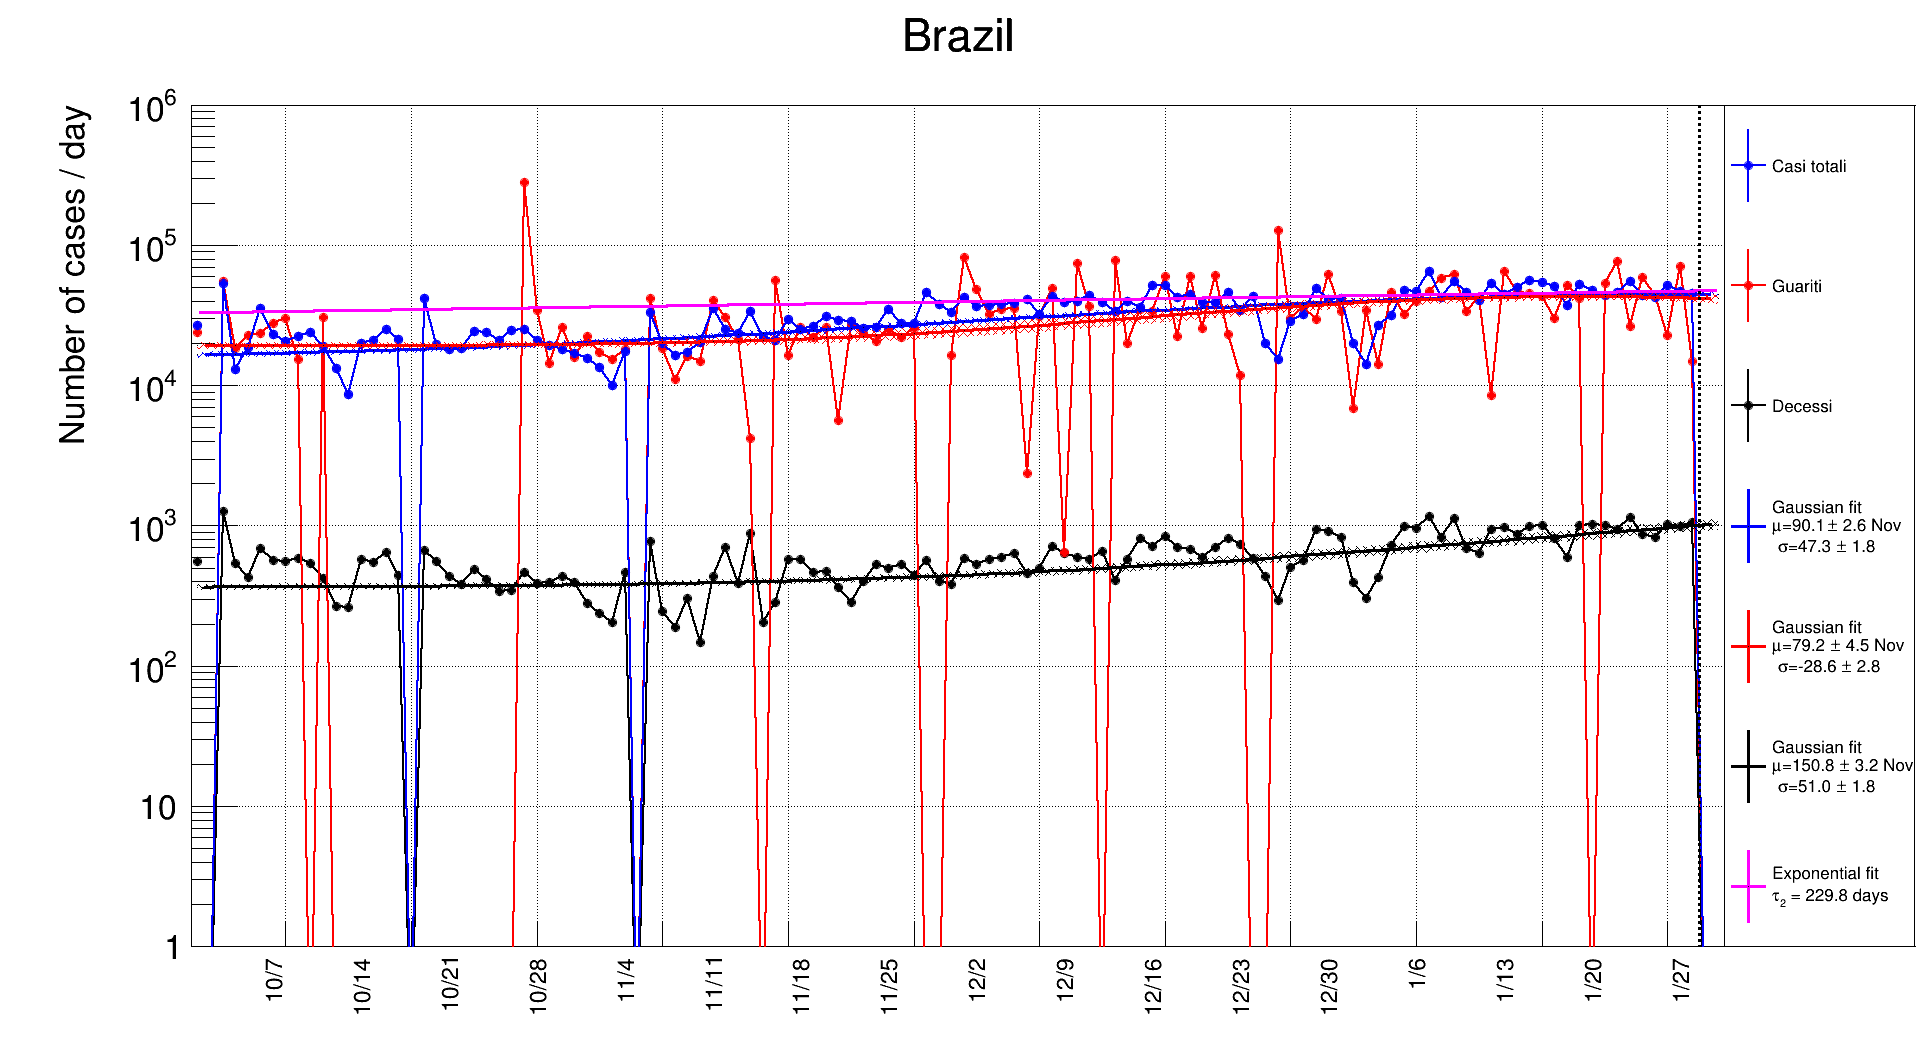 Brazil
Number of cases / day
10^6
10^5
10^4
10^3
10^2
10
1
10/7
10/14
10/21
10/28
11/4
11/11
11/18
11/25
12/2
12/9
12/16
12/23
12/30
1/6
1/13
1/20
1/27
Casi totali
Guariti
Decessi
Gaussian fit
μ=90.1 ± 2.6 Nov
σ=47.3 ± 1.8
Gaussian fit
μ=79.2 ± 4.5 Nov
σ=-28.6 ± 2.8
Gaussian fit
μ=150.8 ± 3.2 Nov
σ=51.0 ± 1.8
Exponential fit
τ₂ = 229.8 days